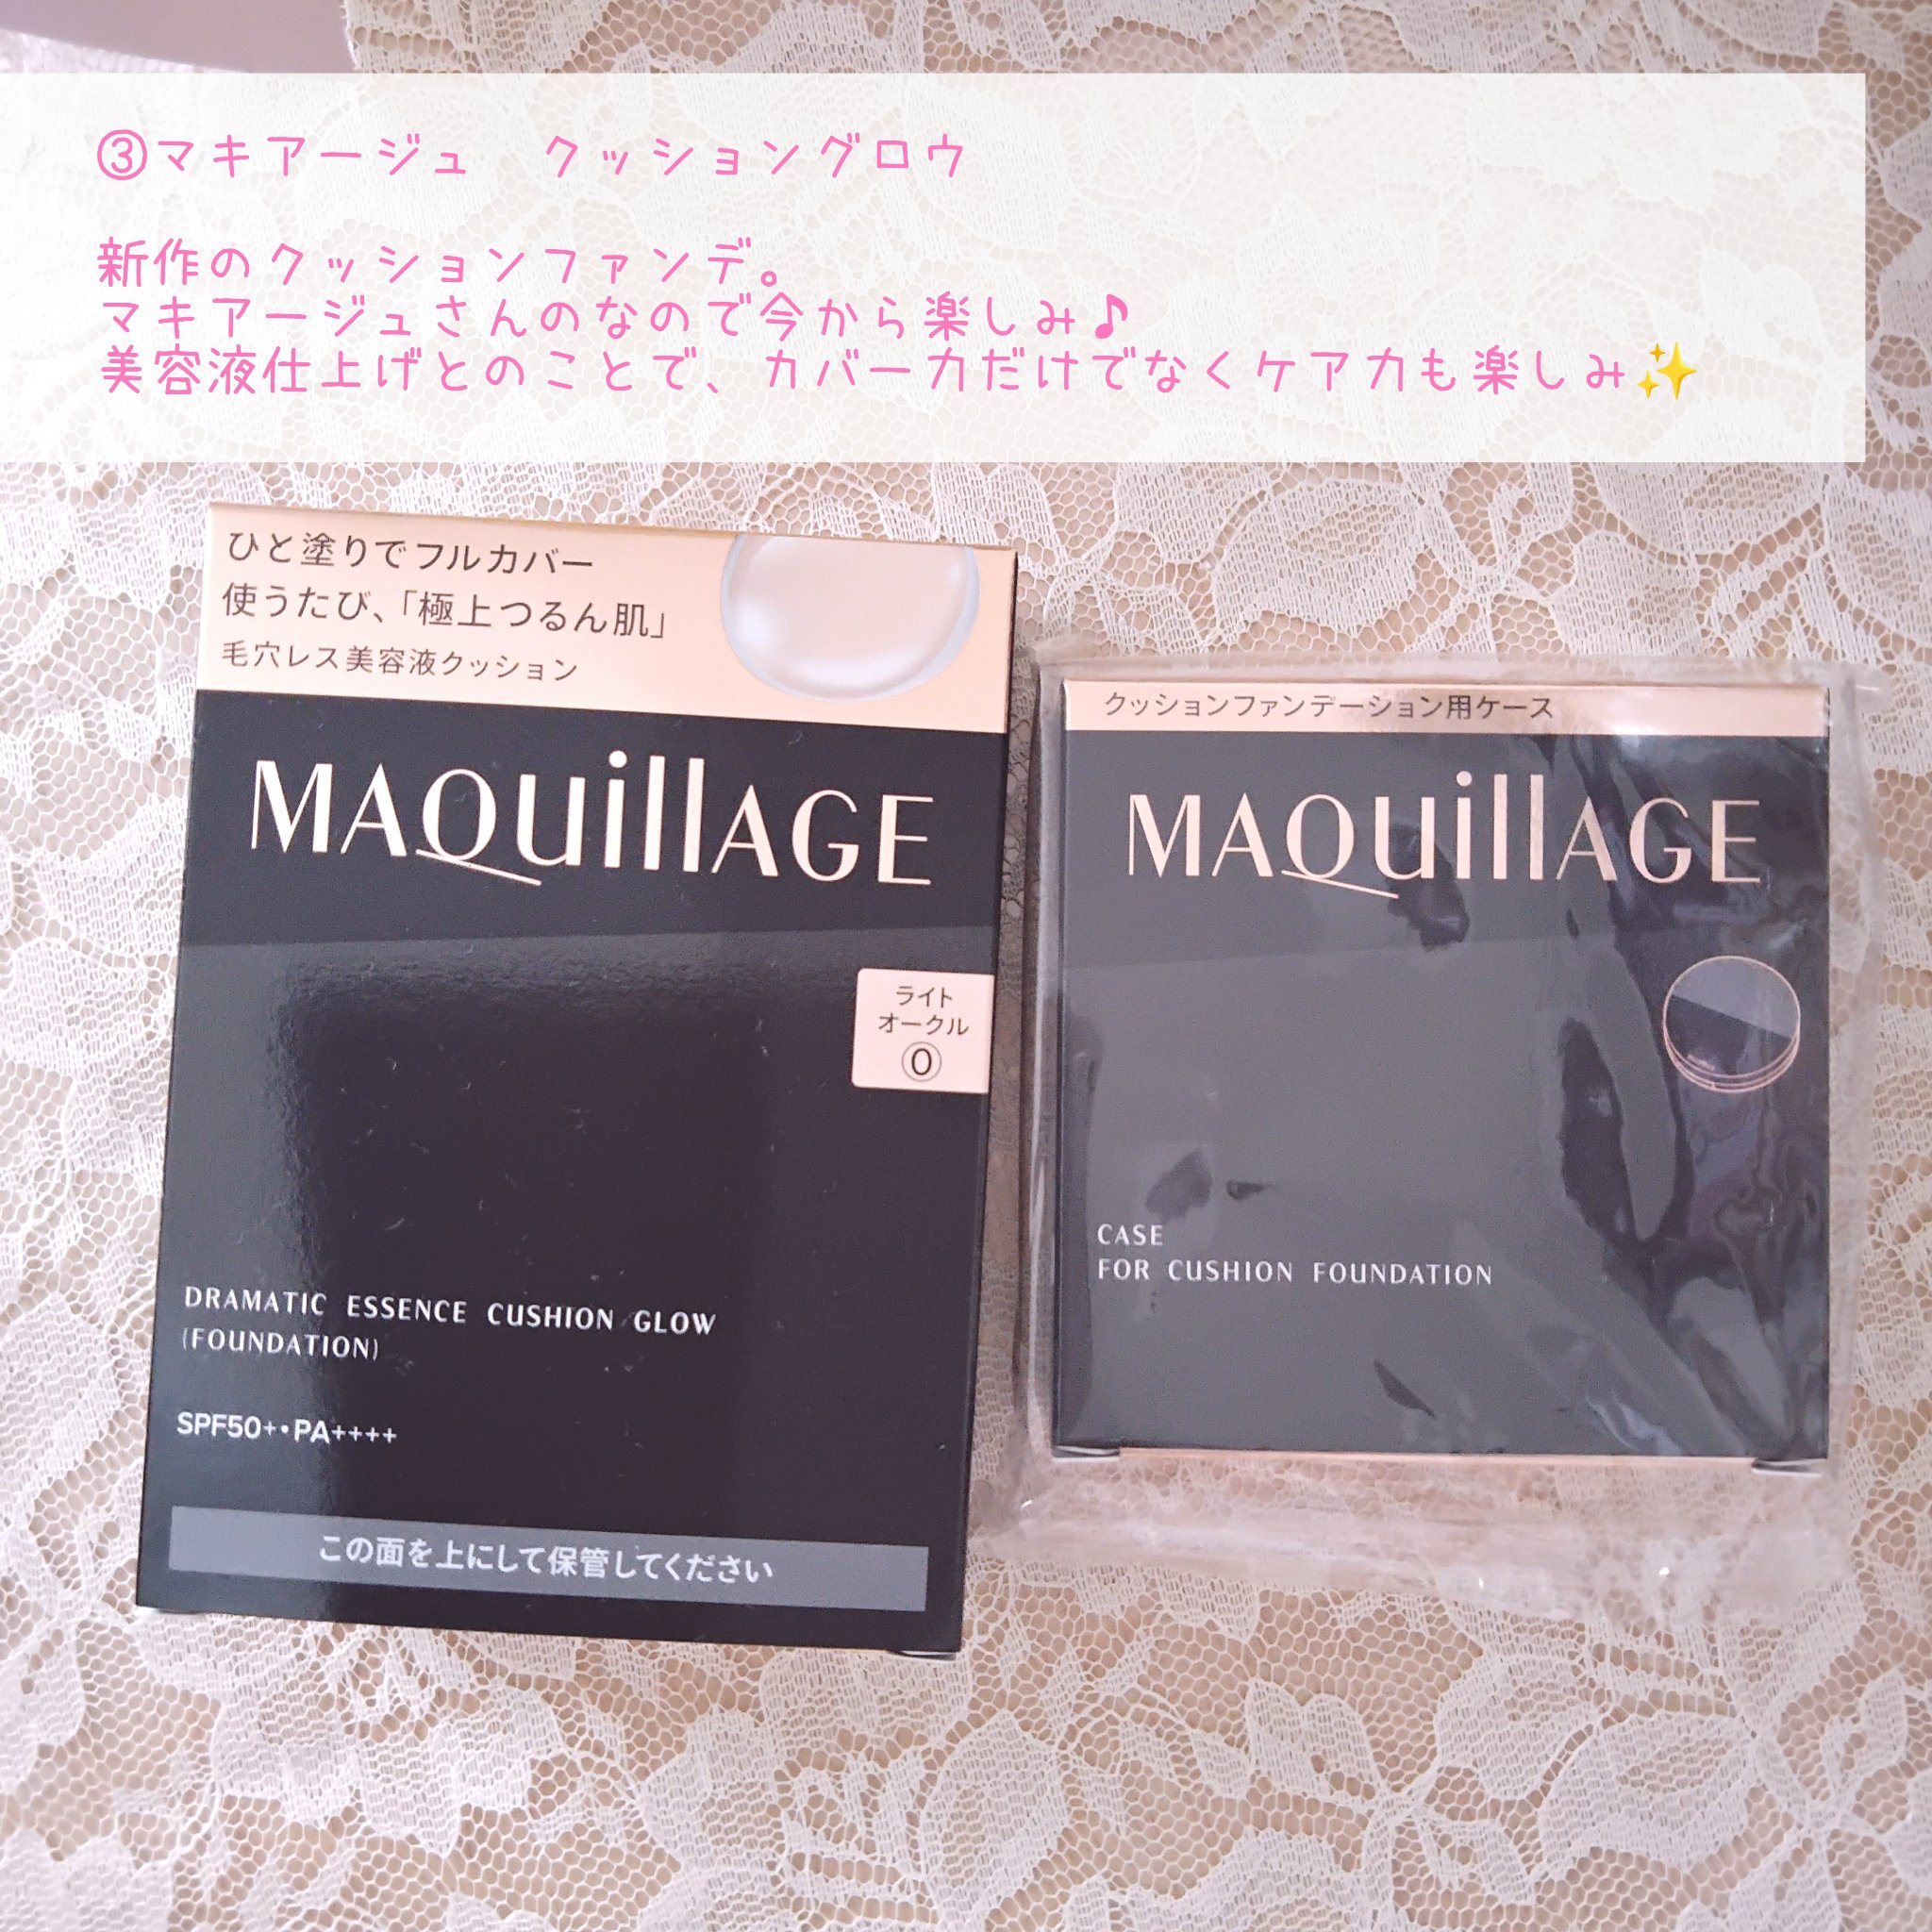 ③マキアージュ　クッショングロウ
新作のクッションファンデ。
マキアージュさんのなので今から楽しみ♪
美容液仕上げとのことで、カバー力だけでなくケア力も楽しみ✨
ひと塗りでフルカバー
使うたび、「極上つるん肌」
毛穴レス美容液クッション
MAQuillAGE
ライト
オークル
0
DRAMATIC ESSENCE CUSHION GLOW
(FOUNDATION)
SPF50+・PA++++
この面を上にして保管してください
クッションファンデーション用ケース
MAQuillAGE
CASE
FOR CUSHION FOUNDATION